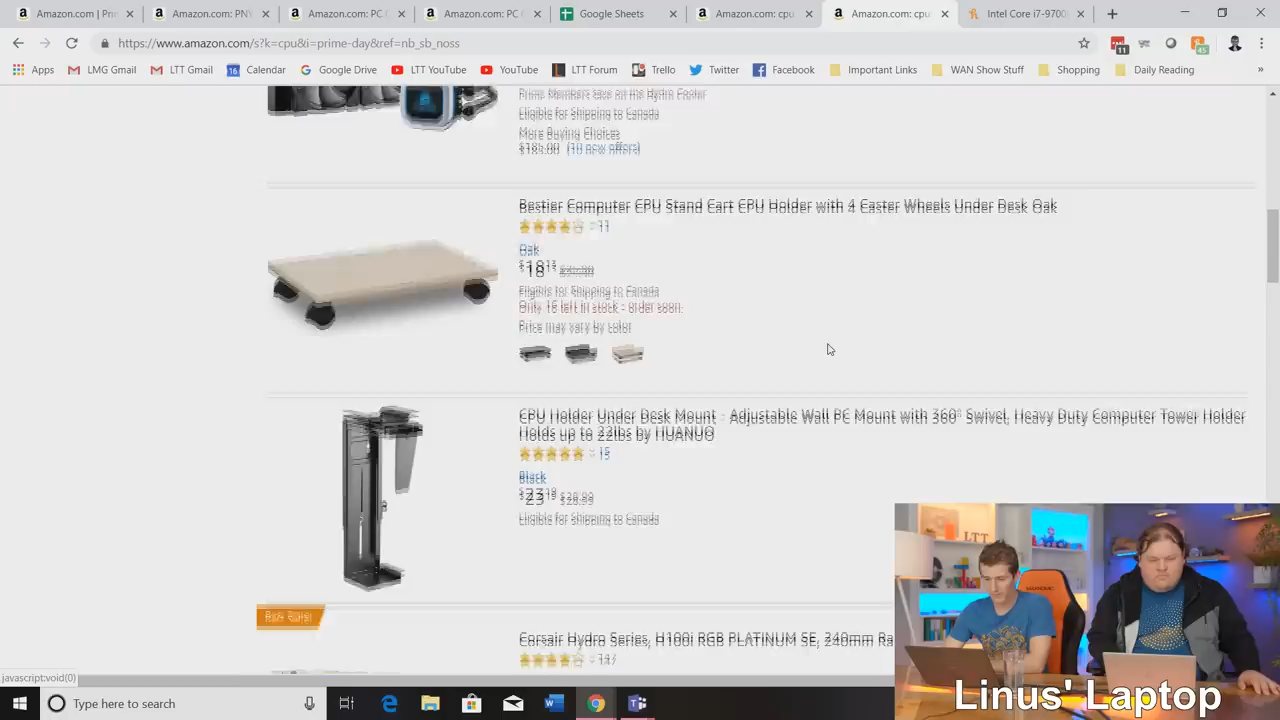 Amazon.com | Pri
Amazon.com: PNY
Amazon.com: PC C
Amazon.com: PC C
Google Sheets
Amazon.com: cpu
Amazon.com: cpu
Intel Core i7-9700
https://www.amazon.com/s?k=cpu&i=prime-day&ref=nb_sb_noss
11
45
Apps
LMG Gmail
LTT Gmail
16
Calendar
Google Drive
LTT YouTube
YouTube
LTT Forum
Trello
Twitter
Facebook
Important Links
WAN Show Stuff
Shopping
Daily Reading
Prime Members save on the Hydro Cooler
Eligible for Shipping to Canada
More Buying Choices
$185.00 (10 new offers)
Bestier Computer CPU Stand Cart CPU Holder with 4 Caster Wheels Under Desk Oak
11
Oak
Eligible for Shipping to Canada
Only 16 left in stock - order soon.
Price may vary by color
CPU Holder Under Desk Mount - Adjustable Wall PC Mount with 360° Swivel, Heavy Duty Computer Tower Holder
Holds up to 22lbs by HUANUO
15
Black
Eligible for Shipping to Canada
Best Seller
Corsair Hydro Series, H100i RGB PLATINUM SE, 240mm Ra
javascript:void(0)
LTT
Linus' Laptop
Type here to search